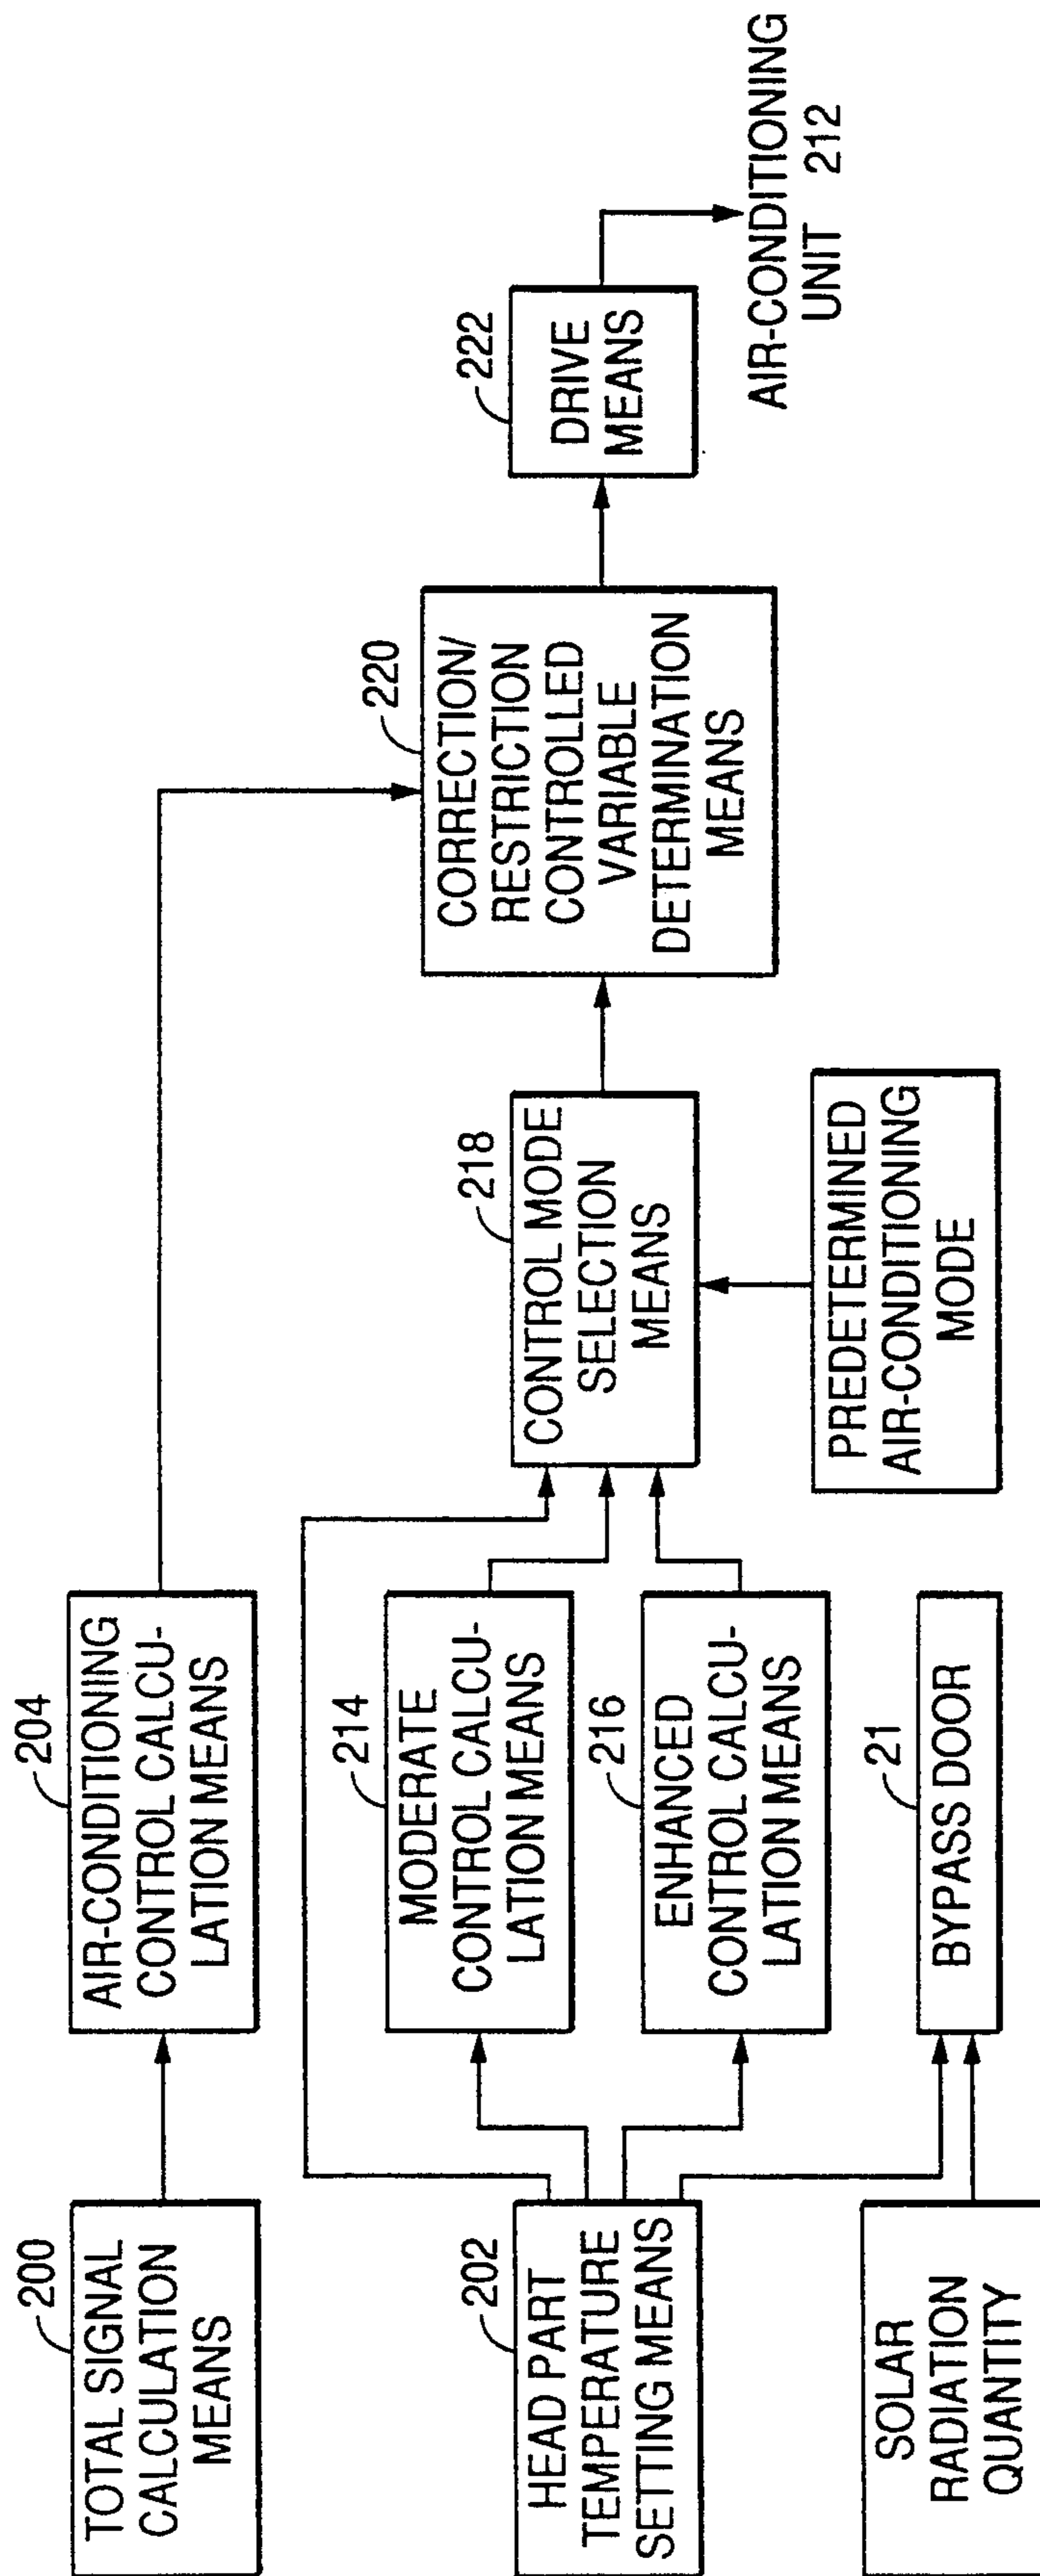 200
TOTAL SIGNAL
CALCULATION
MEANS
204
AIR-CONDITIONING
CONTROL CALCU-
LATION MEANS
202
HEAD PART
TEMPERATURE
SETTING MEANS
214
MODERATE
CONTROL CALCU-
LATION MEANS
216
ENHANCED
CONTROL CALCU-
LATION MEANS
SOLAR
RADIATION
QUANTITY
21
BYPASS DOOR
218
CONTROL MODE
SELECTION
MEANS
PREDETERMINED
AIR-CONDITIONING
MODE
220
CORRECTION/
RESTRICTION
CONTROLLED
VARIABLE
DETERMINATION
MEANS
222
DRIVE
MEANS
AIR-CONDITIONING
UNIT 212